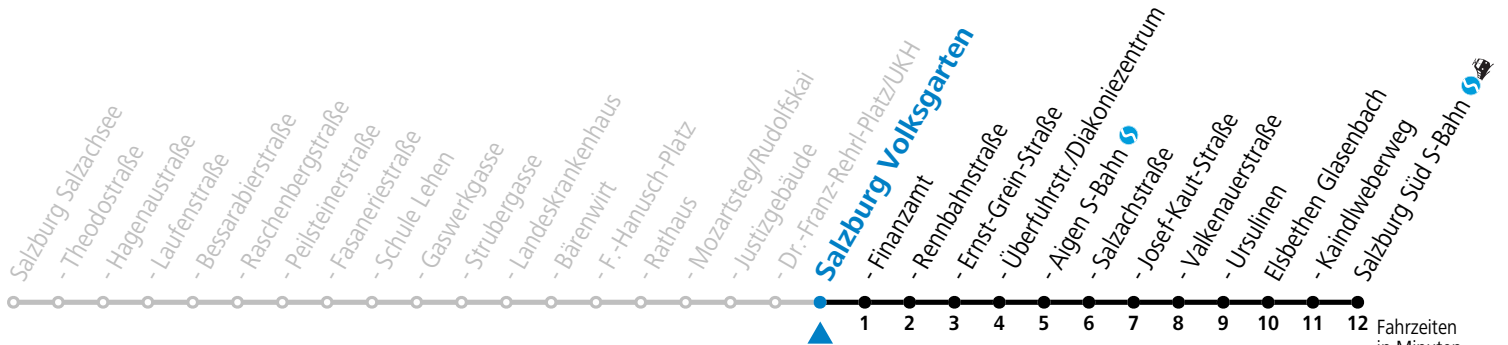 Salzburg Salzachsee
- Theodostraße
- Hagenaustraße
- Laufenstraße
- Bessarabierstraße
- Raschenbergstraße
- Peilsteinerstraße
- Fasaneriestraße
- Schule Lehen
- Gaswerkgasse
- Strubergasse
- Landeskrankenhaus
- Bärenwirt
- F.-Hanusch-Platz
- Rathaus
- Mozartsteg/Rudolfskai
- Justizgebäude
- Dr.-Franz-Rehrl-Platz/UKH
Salzburg Volksgarten
- Finanzamt
- Rennbahnstraße
- Ernst-Grein-Straße
- Überfuhrstr./Diakoniezentrum
- Aigen S-Bahn
- Salzachstraße
- Josef-Kaut-Straße
- Valkenauerstraße
- Ursulinen
Elsbethen Glasenbach
- Kaindlweberweg
Salzburg Süd S-Bahn
1 2 3 4 5 6 7 8 9 10 11 12 Fahrzeiten
in Minuten